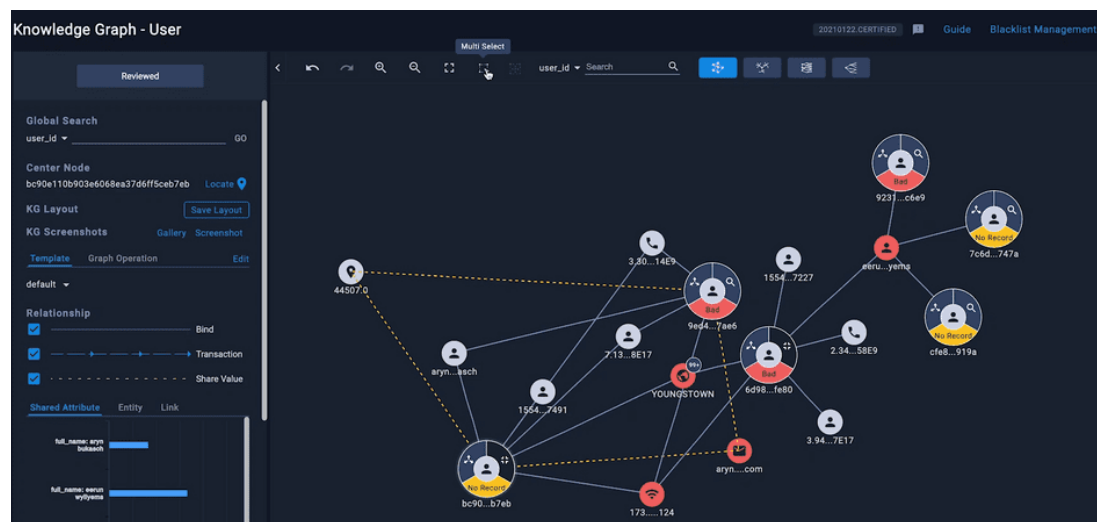 Knowledge Graph - User
20210122.CERTIFIED
Guide
Blacklist Management
Multi Select
Reviewed
user_id
Search
Global Search
user_id
GO
Center Node
bc90e110b903e6068ea37d6ff5ceb7eb
Locate
KG Layout
Save Layout
KG Screenshots
Gallery
Screenshot
Template
Graph Operation
Edit
default
Relationship
Bind
Transaction
Share Value
Shared Attribute
Entity
Link
full_name: aryn
bukasch
full_name: eerun
wyllyema
Bad
9231...c6e9
No Record
7c6d...747a
eeru...yema
3.30...14E9
1554...7227
44507.0
Bad
9ed4...7ae6
No Record
cfe8...919a
7.13...8E17
2.34...58E9
aryn...asch
99+
YOUNGSTOWN
Bad
6d98...fe80
1554...7491
3.94...7E17
aryn....com
No Record
bc90...b7eb
173.....124